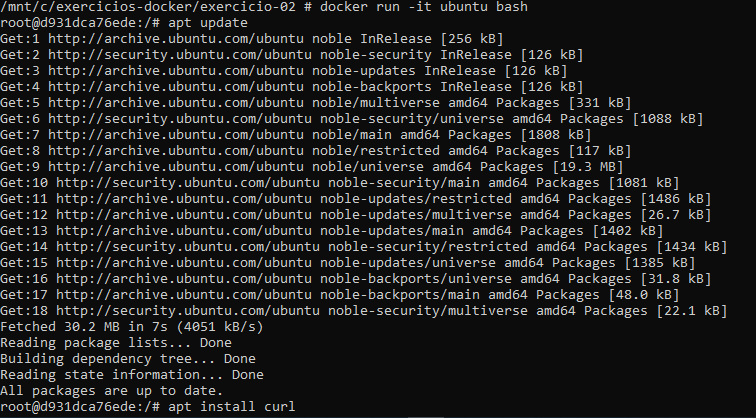 /mnt/c/exercicios-docker/exercicio-02 # docker run -it ubuntu bash
root@d931dca76ede:/# apt update
Get:1 http://archive.ubuntu.com/ubuntu noble InRelease [256 kB]
Get:2 http://security.ubuntu.com/ubuntu noble-security InRelease [126 kB]
Get:3 http://archive.ubuntu.com/ubuntu noble-updates InRelease [126 kB]
Get:4 http://archive.ubuntu.com/ubuntu noble-backports InRelease [126 kB]
Get:5 http://archive.ubuntu.com/ubuntu noble/multiverse amd64 Packages [331 kB]
Get:6 http://security.ubuntu.com/ubuntu noble-security/universe amd64 Packages [1088 kB]
Get:7 http://archive.ubuntu.com/ubuntu noble/main amd64 Packages [1808 kB]
Get:8 http://archive.ubuntu.com/ubuntu noble/restricted amd64 Packages [117 kB]
Get:9 http://archive.ubuntu.com/ubuntu noble/universe amd64 Packages [19.3 MB]
Get:10 http://security.ubuntu.com/ubuntu noble-security/main amd64 Packages [1081 kB]
Get:11 http://archive.ubuntu.com/ubuntu noble-updates/restricted amd64 Packages [1486 kB]
Get:12 http://archive.ubuntu.com/ubuntu noble-updates/multiverse amd64 Packages [26.7 kB]
Get:13 http://archive.ubuntu.com/ubuntu noble-updates/main amd64 Packages [1402 kB]
Get:14 http://security.ubuntu.com/ubuntu noble-security/restricted amd64 Packages [1434 kB]
Get:15 http://archive.ubuntu.com/ubuntu noble-updates/universe amd64 Packages [1385 kB]
Get:16 http://archive.ubuntu.com/ubuntu noble-backports/universe amd64 Packages [31.8 kB]
Get:17 http://archive.ubuntu.com/ubuntu noble-backports/main amd64 Packages [48.0 kB]
Get:18 http://security.ubuntu.com/ubuntu noble-security/multiverse amd64 Packages [22.1 kB]
Fetched 30.2 MB in 7s (4051 kB/s)
Reading package lists... Done
Building dependency tree... Done
Reading state information... Done
All packages are up to date.
root@d931dca76ede:/# apt install curl